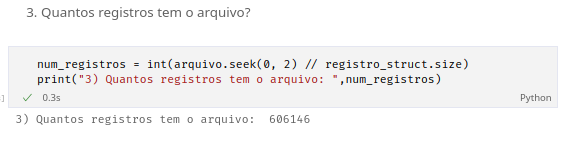 3. Quantos registros tem o arquivo?
num_registros = int(arquivo.seek(0, 2) // registro_struct.size)
print("3) Quantos registros tem o arquivo: ",num_registros)
0.3s
Python
3) Quantos registros tem o arquivo:  606146